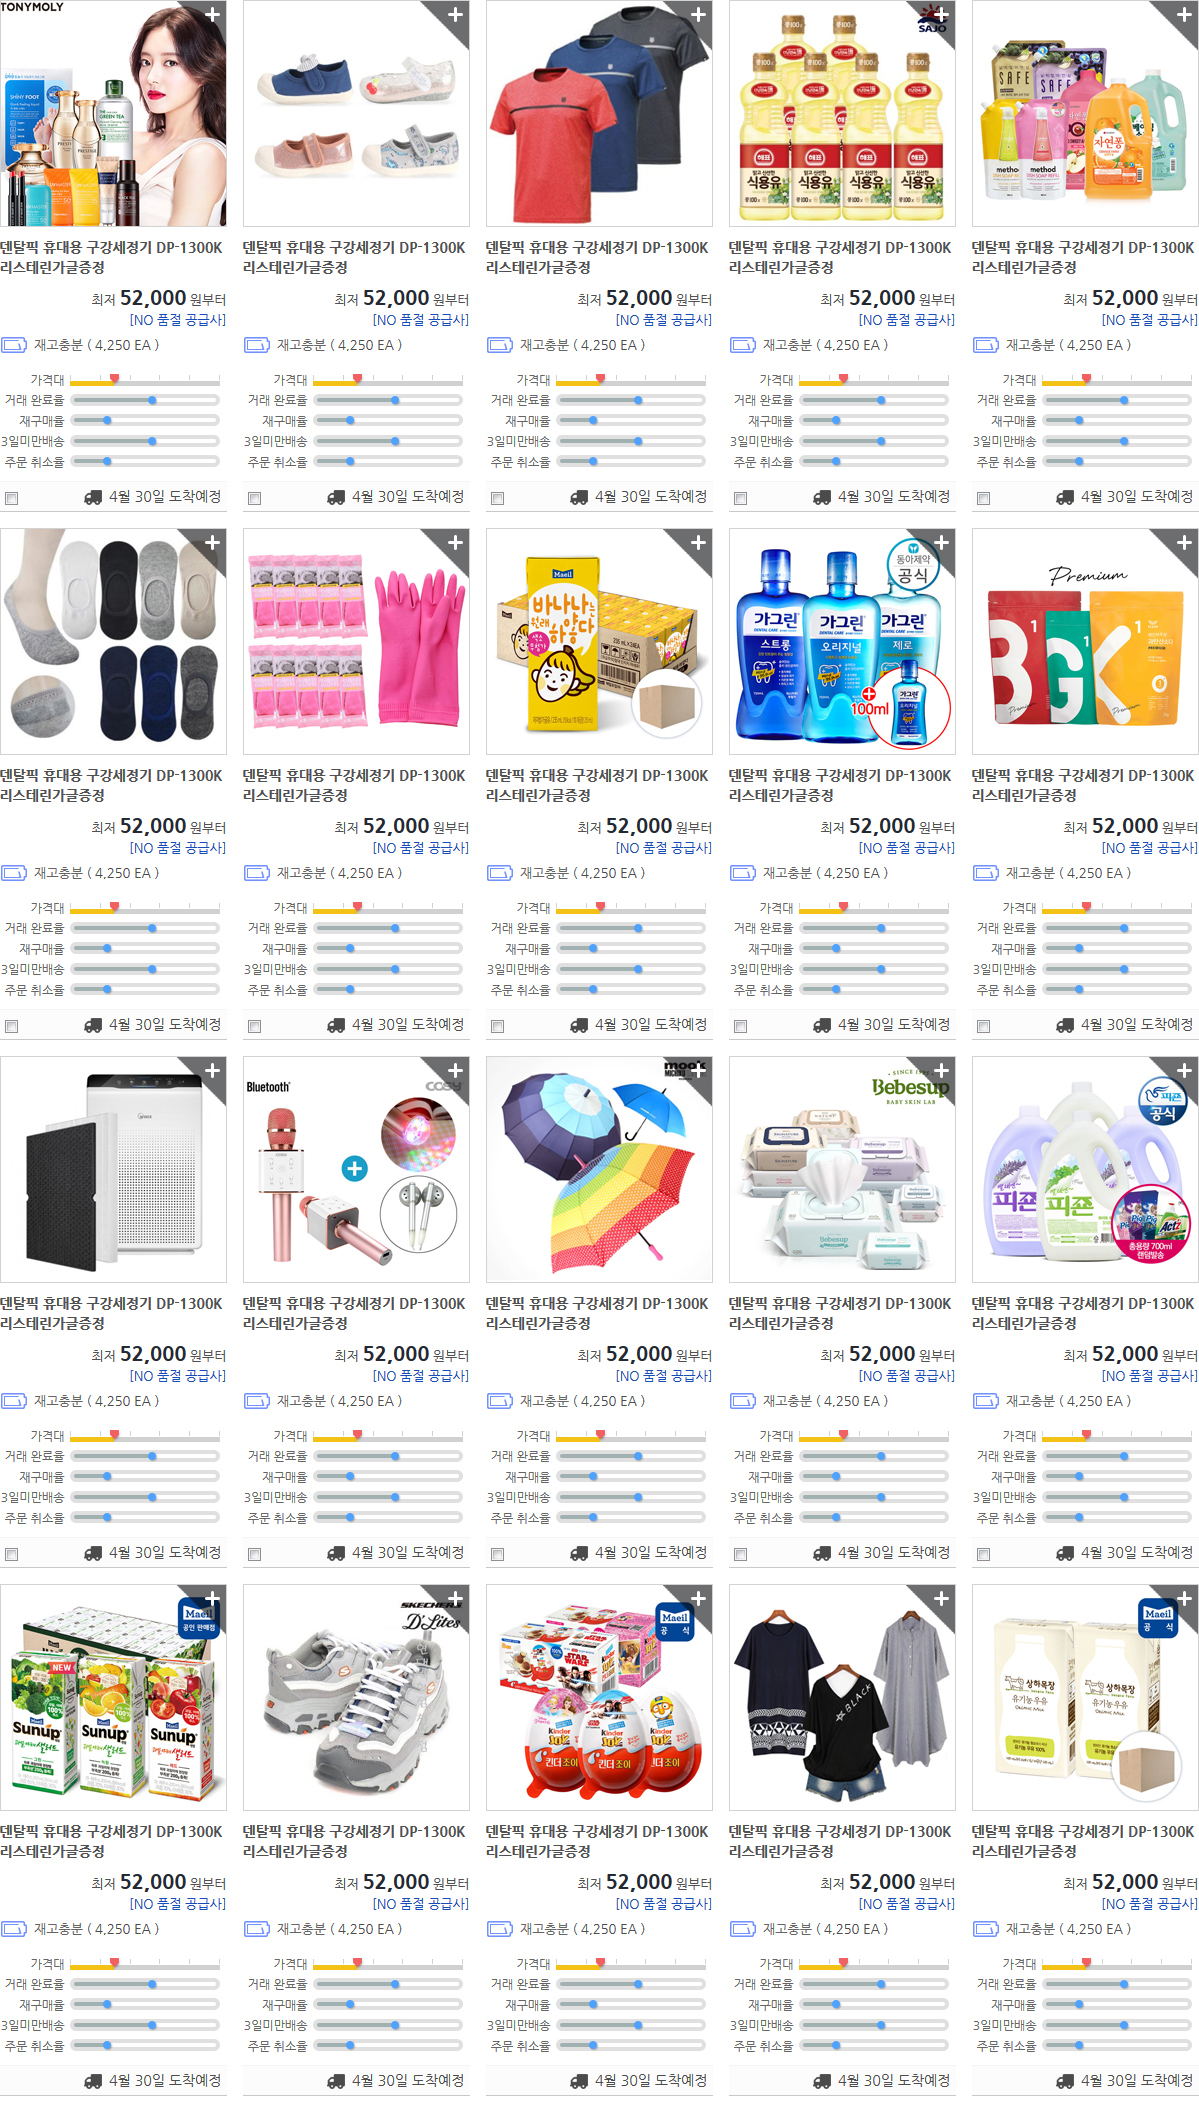 TONYMOLY
SHINY FOOT
GREEN TEA
SAJO
해표 해표 해표 해표
식용유 식용유 식용유 식용유
SAFE
SAFE
method method
자연퐁
덴탈픽 휴대용 구강세정기 DP-1300K 덴탈픽 휴대용 구강세정기 DP-1300K 덴탈픽 휴대용 구강세정기 DP-1300K 덴탈픽 휴대용 구강세정기 DP-1300K 덴탈픽 휴대용 구강세정기 DP-1300K
리스테린가글증정 리스테린가글증정 리스테린가글증정 리스테린가글증정 리스테린가글증정
최저 52,000 원부터 최저 52,000 원부터 최저 52,000 원부터 최저 52,000 원부터 최저 52,000 원부터
[NO 품절 공급사] [NO 품절 공급사] [NO 품절 공급사] [NO 품절 공급사] [NO 품절 공급사]
재고충분 ( 4,250 EA ) 재고충분 ( 4,250 EA ) 재고충분 ( 4,250 EA ) 재고충분 ( 4,250 EA ) 재고충분 ( 4,250 EA )
가격대 가격대 가격대 가격대 가격대
거래 완료율 거래 완료율 거래 완료율 거래 완료율 거래 완료율
재구매율 재구매율 재구매율 재구매율 재구매율
3일미만배송 3일미만배송 3일미만배송 3일미만배송 3일미만배송
주문 취소율 주문 취소율 주문 취소율 주문 취소율 주문 취소율
4월 30일 도착예정 4월 30일 도착예정 4월 30일 도착예정 4월 30일 도착예정 4월 30일 도착예정
Maeil
바나나는
원래
하얗다
동아제약
공식
가그린 가그린 가그린
DENTAL CARE DENTAL CARE
스트롱 오리지널 제로
가그린
100ml
Premium
B 1 G K 1
덴탈픽 휴대용 구강세정기 DP-1300K 덴탈픽 휴대용 구강세정기 DP-1300K 덴탈픽 휴대용 구강세정기 DP-1300K 덴탈픽 휴대용 구강세정기 DP-1300K 덴탈픽 휴대용 구강세정기 DP-1300K
리스테린가글증정 리스테린가글증정 리스테린가글증정 리스테린가글증정 리스테린가글증정
최저 52,000 원부터 최저 52,000 원부터 최저 52,000 원부터 최저 52,000 원부터 최저 52,000 원부터
[NO 품절 공급사] [NO 품절 공급사] [NO 품절 공급사] [NO 품절 공급사] [NO 품절 공급사]
재고충분 ( 4,250 EA ) 재고충분 ( 4,250 EA ) 재고충분 ( 4,250 EA ) 재고충분 ( 4,250 EA ) 재고충분 ( 4,250 EA )
가격대 가격대 가격대 가격대 가격대
거래 완료율 거래 완료율 거래 완료율 거래 완료율 거래 완료율
재구매율 재구매율 재구매율 재구매율 재구매율
3일미만배송 3일미만배송 3일미만배송 3일미만배송 3일미만배송
주문 취소율 주문 취소율 주문 취소율 주문 취소율 주문 취소율
4월 30일 도착예정 4월 30일 도착예정 4월 30일 도착예정 4월 30일 도착예정 4월 30일 도착예정
Bluetooth
COSY
Bebesup
BABY SKIN LAB
Bebesup
Bebesup
Bebesup
피죤
공식
피죤 피죤
Actz
총용량 700ml
랜덤발송
덴탈픽 휴대용 구강세정기 DP-1300K 덴탈픽 휴대용 구강세정기 DP-1300K 덴탈픽 휴대용 구강세정기 DP-1300K 덴탈픽 휴대용 구강세정기 DP-1300K 덴탈픽 휴대용 구강세정기 DP-1300K
리스테린가글증정 리스테린가글증정 리스테린가글증정 리스테린가글증정 리스테린가글증정
최저 52,000 원부터 최저 52,000 원부터 최저 52,000 원부터 최저 52,000 원부터 최저 52,000 원부터
[NO 품절 공급사] [NO 품절 공급사] [NO 품절 공급사] [NO 품절 공급사] [NO 품절 공급사]
재고충분 ( 4,250 EA ) 재고충분 ( 4,250 EA ) 재고충분 ( 4,250 EA ) 재고충분 ( 4,250 EA ) 재고충분 ( 4,250 EA )
가격대 가격대 가격대 가격대 가격대
거래 완료율 거래 완료율 거래 완료율 거래 완료율 거래 완료율
재구매율 재구매율 재구매율 재구매율 재구매율
3일미만배송 3일미만배송 3일미만배송 3일미만배송 3일미만배송
주문 취소율 주문 취소율 주문 취소율 주문 취소율 주문 취소율
4월 30일 도착예정 4월 30일 도착예정 4월 30일 도착예정 4월 30일 도착예정 4월 30일 도착예정
Maeil
공인 판매점
NEW
Sunup Sunup Sunup
SKECHERS
D'Lites
Maeil
공 식
STAR WARS
Kinder Kinder Kinder
킨더조이 킨더조이 킨더조이
BLACK
Maeil
공 식
상하목장 상하목장
유기농우유 유기농우유
ORGANIC MILK ORGANIC MILK
덴탈픽 휴대용 구강세정기 DP-1300K 덴탈픽 휴대용 구강세정기 DP-1300K 덴탈픽 휴대용 구강세정기 DP-1300K 덴탈픽 휴대용 구강세정기 DP-1300K 덴탈픽 휴대용 구강세정기 DP-1300K
리스테린가글증정 리스테린가글증정 리스테린가글증정 리스테린가글증정 리스테린가글증정
최저 52,000 원부터 최저 52,000 원부터 최저 52,000 원부터 최저 52,000 원부터 최저 52,000 원부터
[NO 품절 공급사] [NO 품절 공급사] [NO 품절 공급사] [NO 품절 공급사] [NO 품절 공급사]
재고충분 ( 4,250 EA ) 재고충분 ( 4,250 EA ) 재고충분 ( 4,250 EA ) 재고충분 ( 4,250 EA ) 재고충분 ( 4,250 EA )
가격대 가격대 가격대 가격대 가격대
거래 완료율 거래 완료율 거래 완료율 거래 완료율 거래 완료율
재구매율 재구매율 재구매율 재구매율 재구매율
3일미만배송 3일미만배송 3일미만배송 3일미만배송 3일미만배송
주문 취소율 주문 취소율 주문 취소율 주문 취소율 주문 취소율
4월 30일 도착예정 4월 30일 도착예정 4월 30일 도착예정 4월 30일 도착예정 4월 30일 도착예정